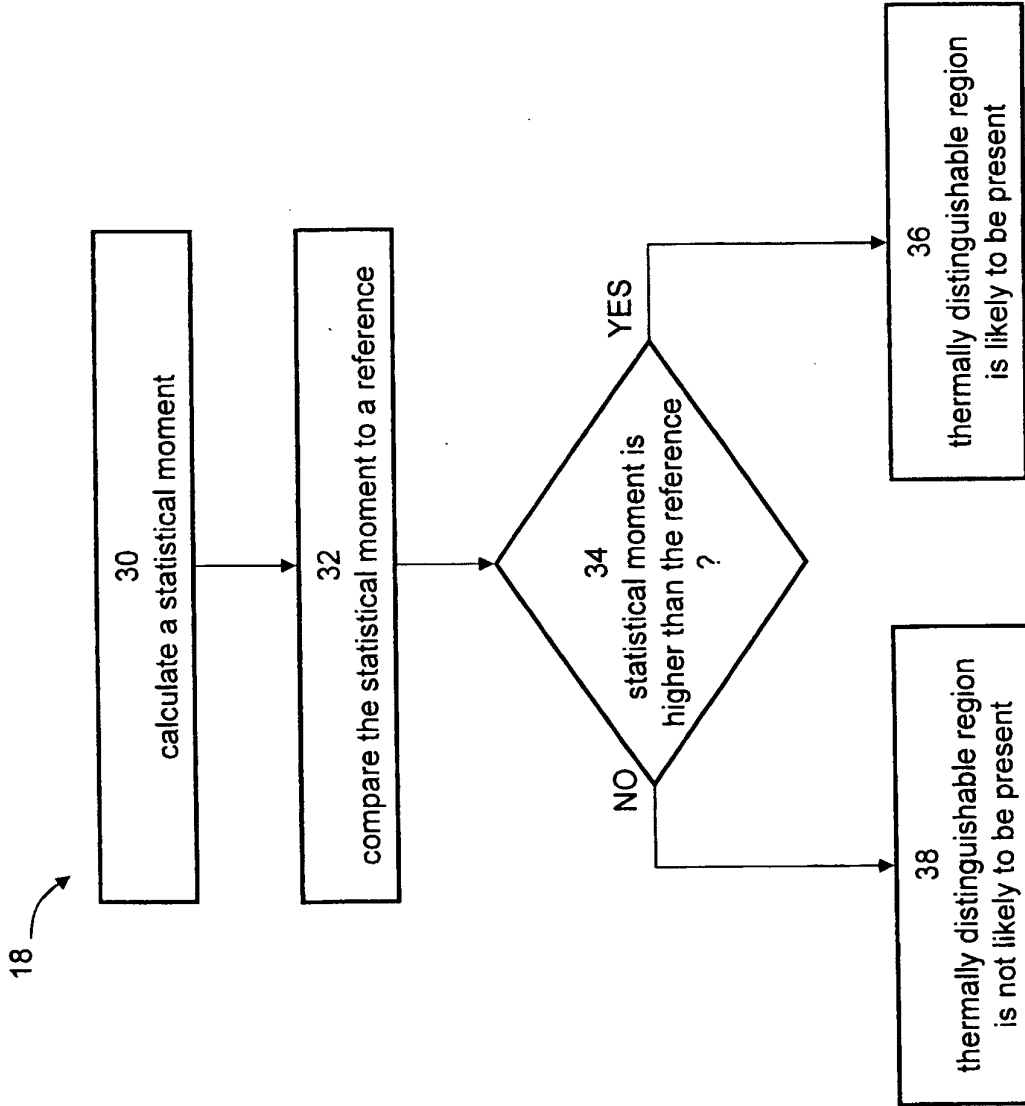 18
30
calculate a statistical moment
32
compare the statistical moment to a reference
34
statistical moment is
higher than the reference
?
NO
YES
38
thermally distinguishable region
is not likely to be present
36
thermally distinguishable region
is likely to be present